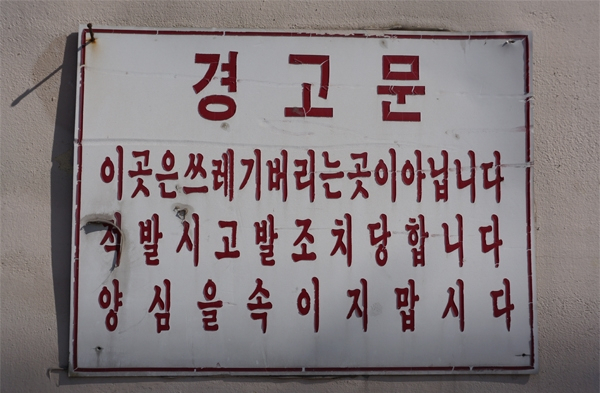 경고문
이곳은쓰레기버리는곳이아닙니다
적발시고발조치당합니다
양심을속이지맙시다